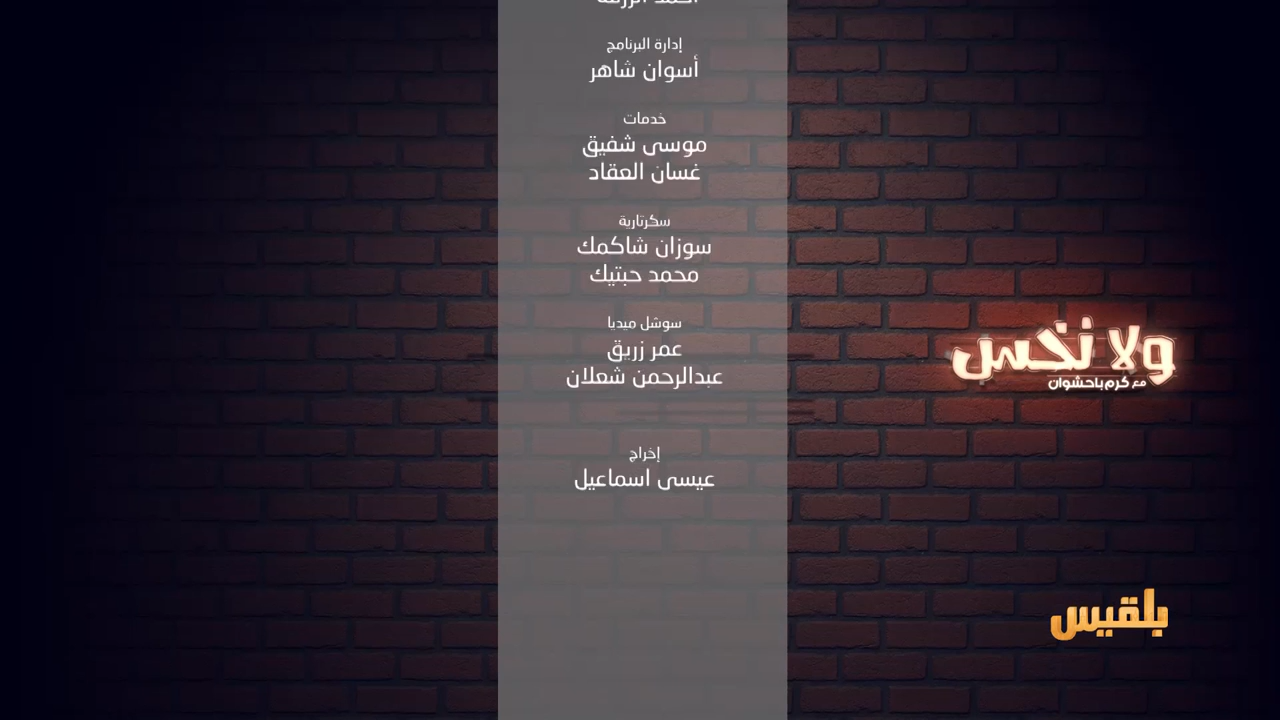 إدارة البرنامج
أسوان شاهر
خدمات
موسى شفيق
غسان العقاد
سكرتارية
سوزان شاكمك
محمد حبتيك
سوشل ميديا
عمر زريق
عبدالرحمن شعلان
إخراج
عيسى اسماعيل
ولا نخس
مع كرم باحشوان
بلقيس